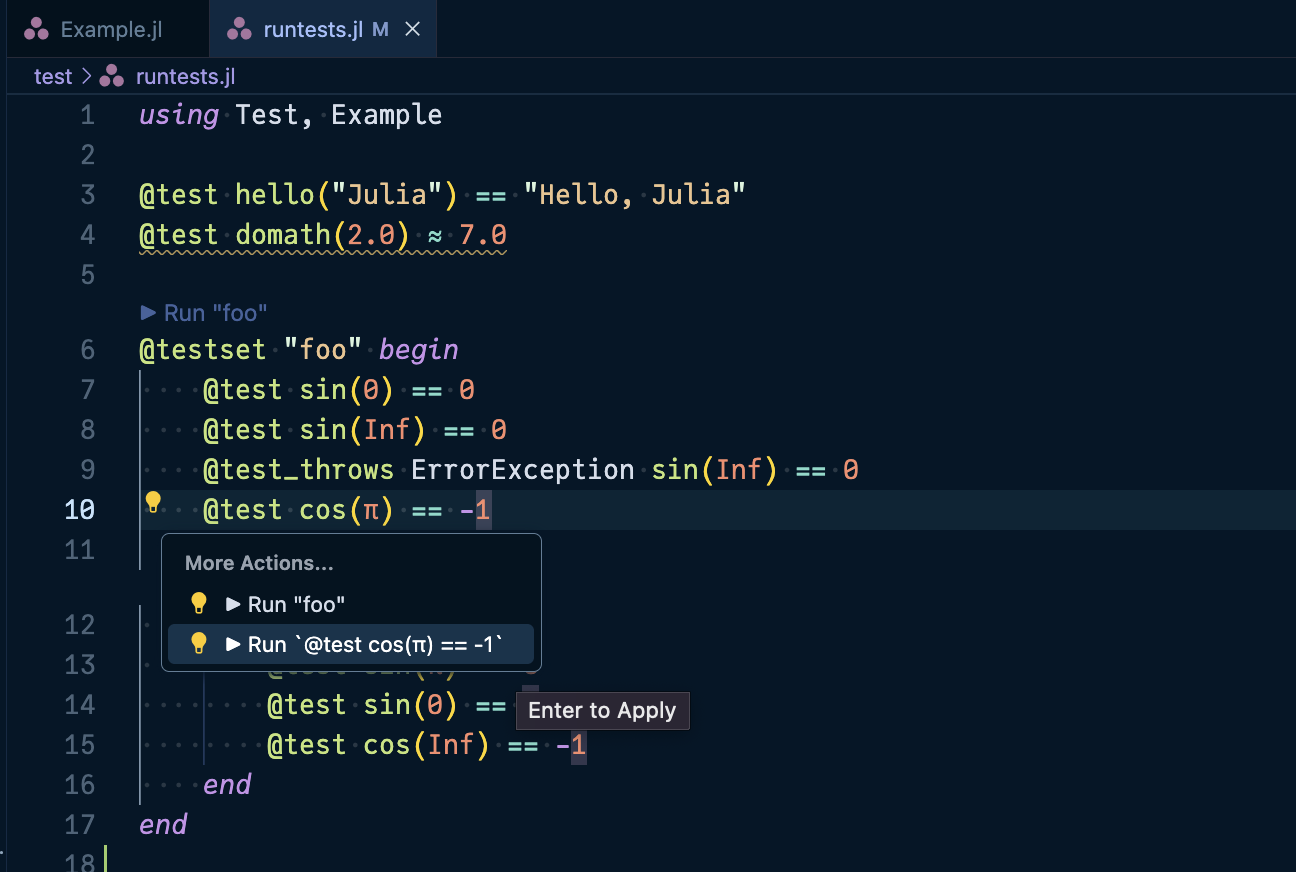 Example.jl
runtests.jl M
test > runtests.jl
1 using Test, Example
2
3 @test hello("Julia") == "Hello, Julia"
4 @test domath(2.0) ≈ 7.0
5
▶ Run "foo"
6 @testset "foo" begin
7 @test sin(0) == 0
8 @test sin(Inf) == 0
9 @test_throws ErrorException sin(Inf) == 0
10 @test cos(π) == -1
11
More Actions...
▶ Run "foo"
▶ Run `@test cos(π) == -1`
12
13
14 @test sin(0) ==
Enter to Apply
15 @test cos(Inf) == -1
16 end
17 end
18